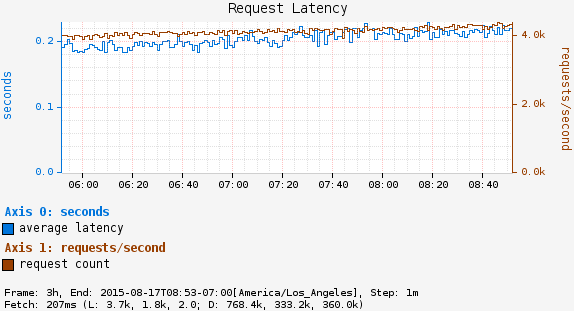 Request Latency
0.2
0.1
0.0
seconds
4.0k
2.0k
0.0k
requests/second
06:00 06:20 06:40 07:00 07:20 07:40 08:00 08:20 08:40
Axis 0: seconds
average latency
Axis 1: requests/second
request count
Frame: 3h, End: 2015-08-17T08:53-07:00[America/Los_Angeles], Step: 1m
Fetch: 207ms (L: 3.7k, 1.8k, 2.0; D: 768.4k, 333.2k, 360.0k)